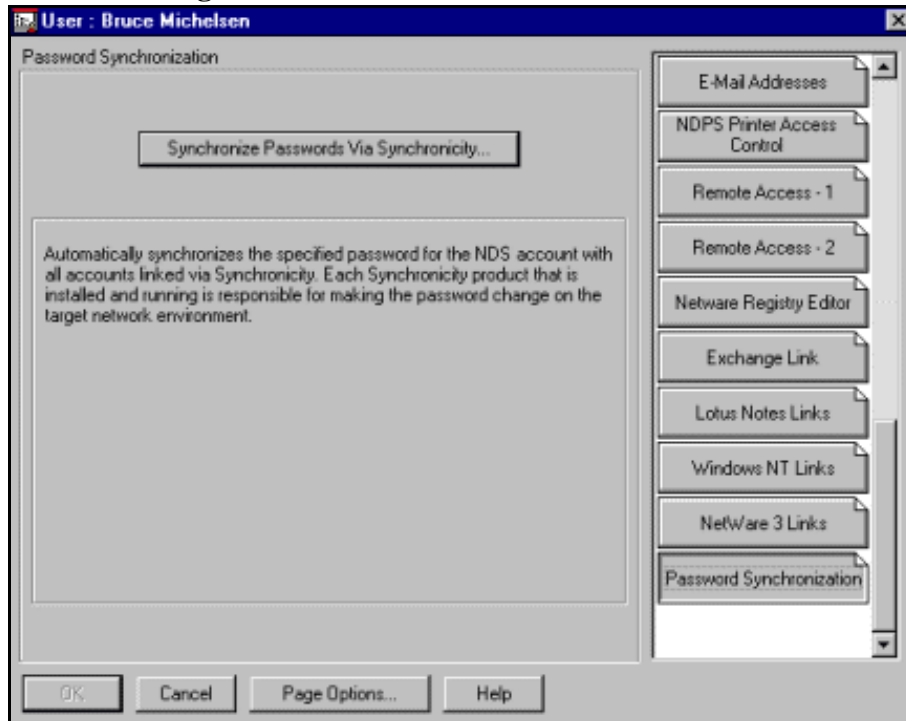 User : Bruce Michelsen
Password Synchronization
Synchronize Passwords Via Synchronicity...
Automatically synchronizes the specified password for the NDS account with
all accounts linked via Synchronicity. Each Synchronicity product that is
installed and running is responsible for making the password change on the
target network environment.
E-Mail Addresses
NDPS Printer Access
Control
Remote Access - 1
Remote Access - 2
Netware Registry Editor
Exchange Link
Lotus Notes Links
Windows NT Links
NetWare 3 Links
Password Synchronization
OK
Cancel
Page Options...
Help